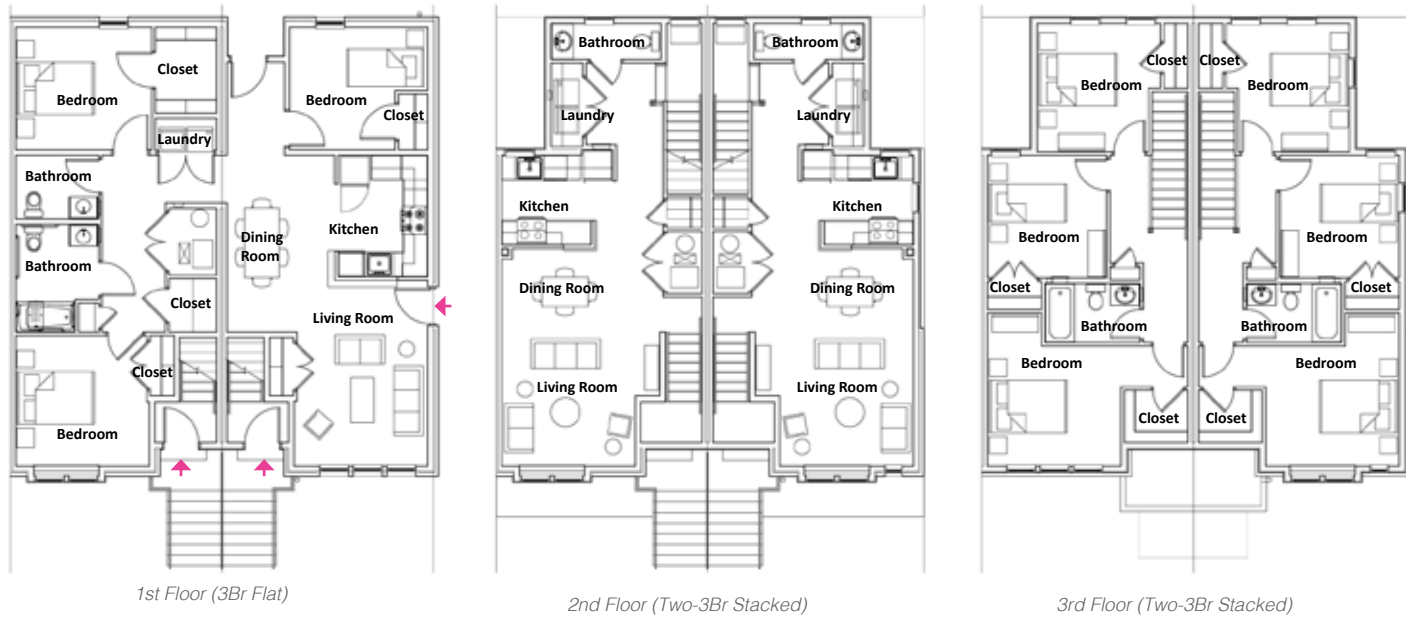 Bedroom
Closet
Bedroom
Closet
Laundry
Bathroom
Dining
Room
Kitchen
Bathroom
Closet
Living Room
Closet
Bedroom
1st Floor (3Br Flat)
Bathroom
Bathroom
Laundry
Laundry
Kitchen
Kitchen
Dining Room
Dining Room
Living Room
Living Room
2nd Floor (Two-3Br Stacked)
Closet
Closet
Bedroom
Bedroom
Bedroom
Bedroom
Closet
Closet
Bathroom
Bathroom
Bedroom
Bedroom
Closet
Closet
3rd Floor (Two-3Br Stacked)